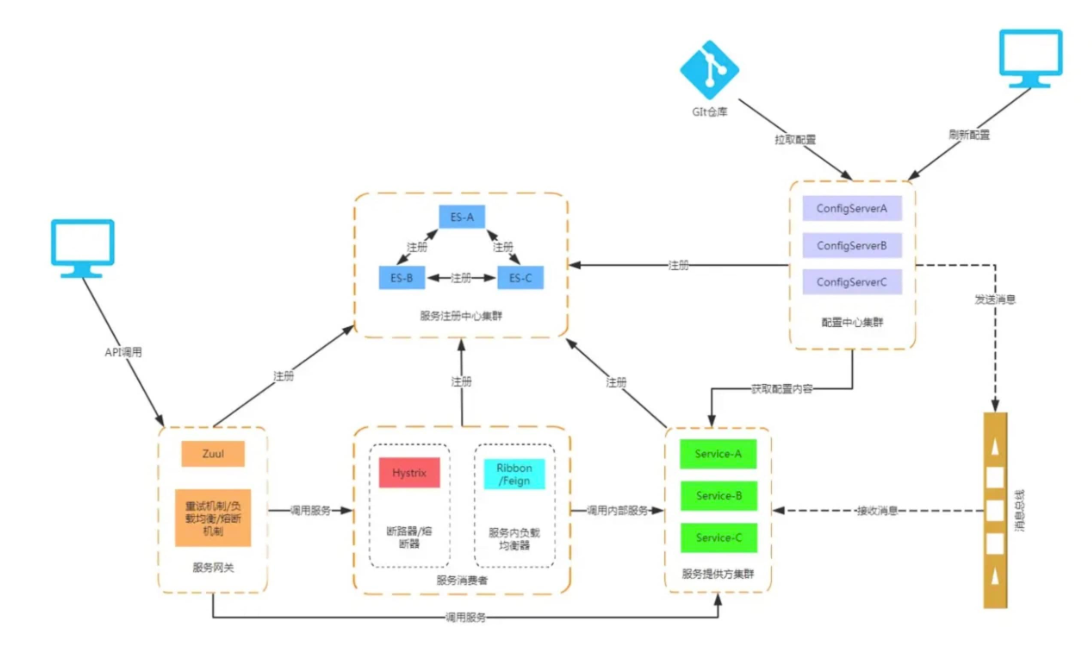 GIt仓库
拉取配置
刷新配置
ConfigServerA
ConfigServerB
ConfigServerC
配置中心集群
ES-A
注册
注册
ES-B
注册
ES-C
服务注册中心集群
注册
发送消息
API调用
注册
注册
注册
获取配置内容
Zuul
重试机制/负
载均衡/熔断
机制
服务网关
调用服务
Hystrix
断路器/熔
断器
Ribbon
/Feign
服务内负载
均衡器
服务消费者
调用内部服务
Service-A
Service-B
Service-C
服务提供方集群
接收消息
消息总线
调用服务